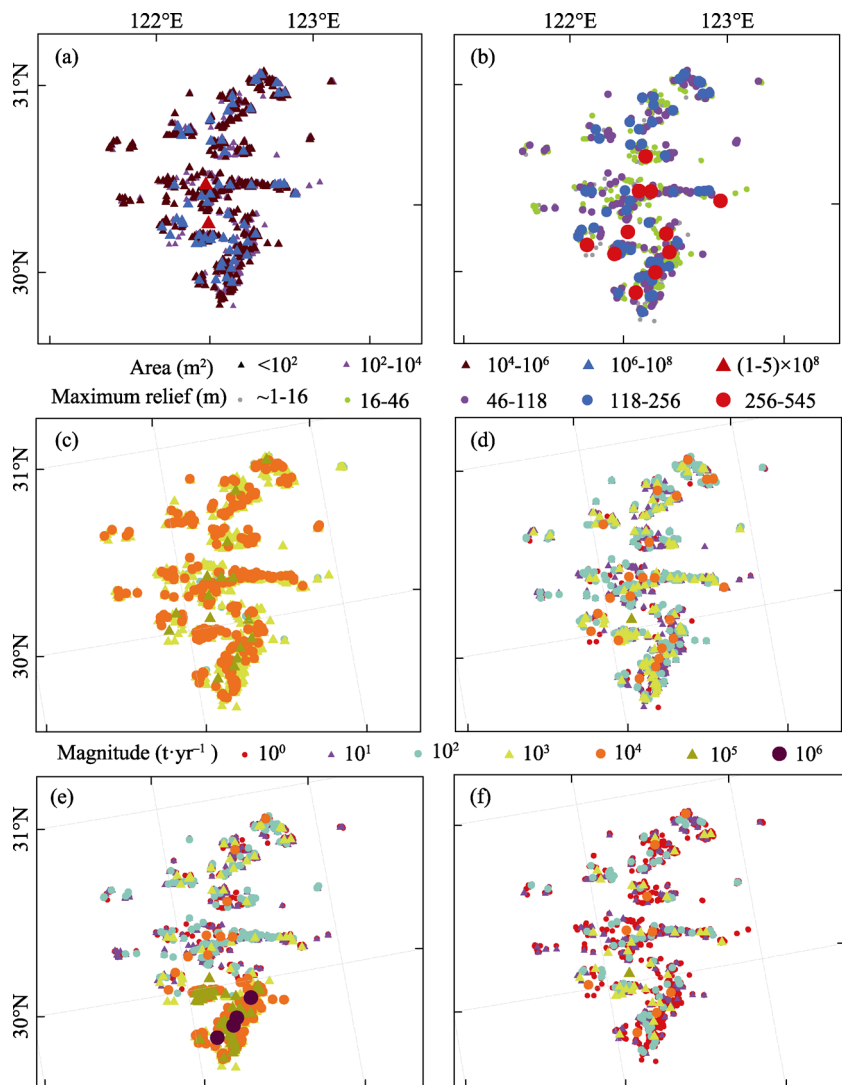 122°E 123°E 122°E 123°E
(a) (b)
31°N
30°N
Area (m²) <10² 10²-10⁴ 10⁴-10⁶ 10⁶-10⁸ (1-5)×10⁸
Maximum relief (m) ~1-16 16-46 46-118 118-256 256-545
(c) (d)
31°N
30°N
Magnitude (t·yr⁻¹) 10⁰ 10¹ 10² 10³ 10⁴ 10⁵ 10⁶
(e) (f)
31°N
30°N